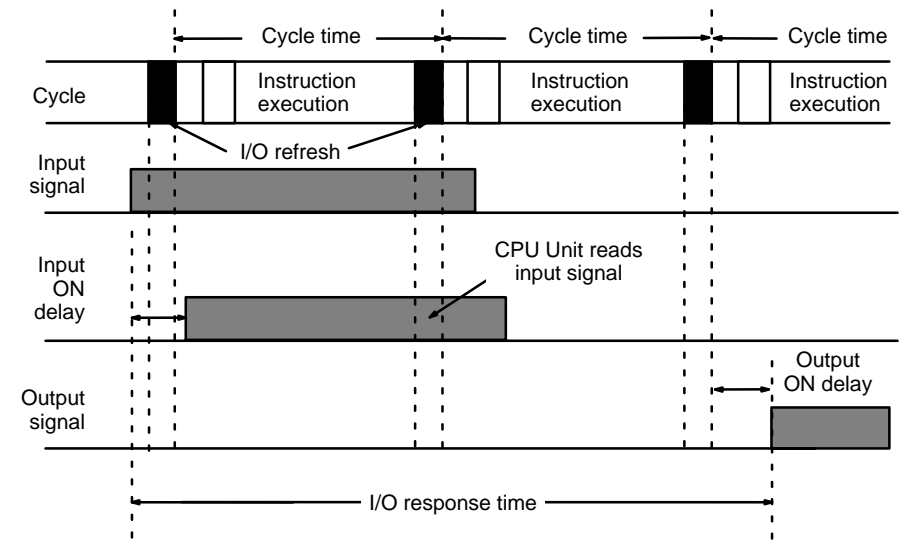 Cycle time
Cycle time
Cycle time
Cycle
Instruction
execution
Instruction
execution
Instruction
execution
I/O refresh
Input
signal
Input
ON
delay
CPU Unit reads
input signal
Output
ON delay
Output
signal
I/O response time